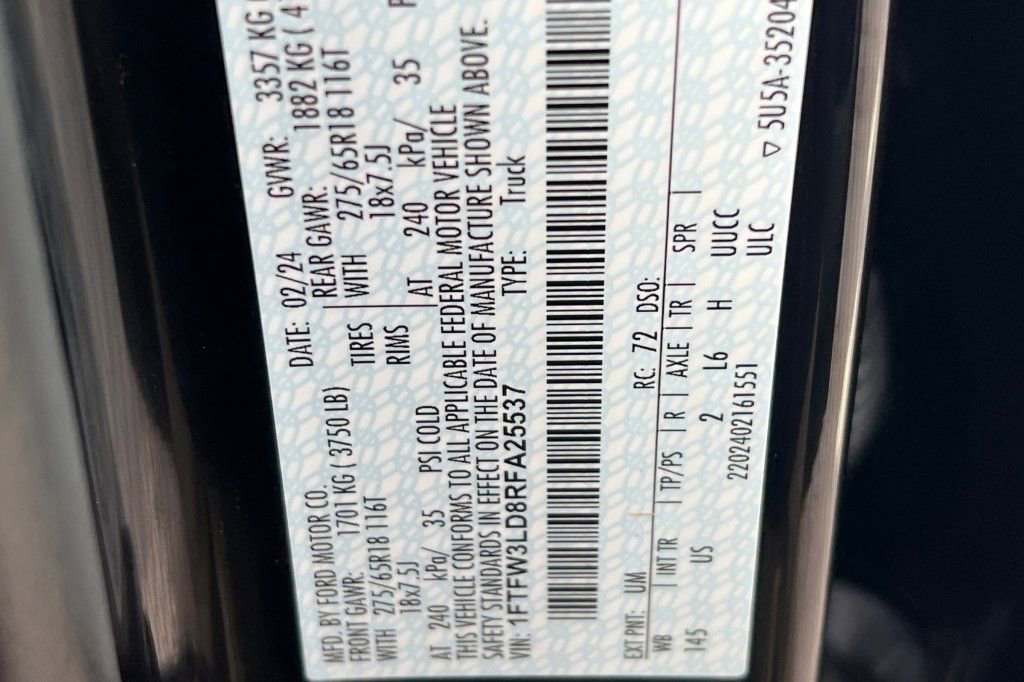 MFD. BY FORD MOTOR CO. DATE: 02/24 GVWR: 3357 KG (
FRONT GAWR: 1701 KG ( 3750 LB) REAR GAWR: 1882 KG ( 4
WITH 275/65R18 116T TIRES WITH 275/65R18 116T
18x7.5J RIMS 18x7.5J
AT 240 kPa/ 35 PSI COLD AT 240 kPa/ 35 P
THIS VEHICLE CONFORMS TO ALL APPLICABLE FEDERAL MOTOR VEHICLE
SAFETY STANDARDS IN EFFECT ON THE DATE OF MANUFACTURE SHOWN ABOVE.
VIN: 1FTFW3LD8RFA25537 TYPE: Truck
EXT PNT: UM RC: 72 DSO:
WB | INT TR | TP/PS | R | AXLE | TR | SPR |
145 US 2 L6 H UUCC
2202402161551 ULC
▽ 5U5A-35204